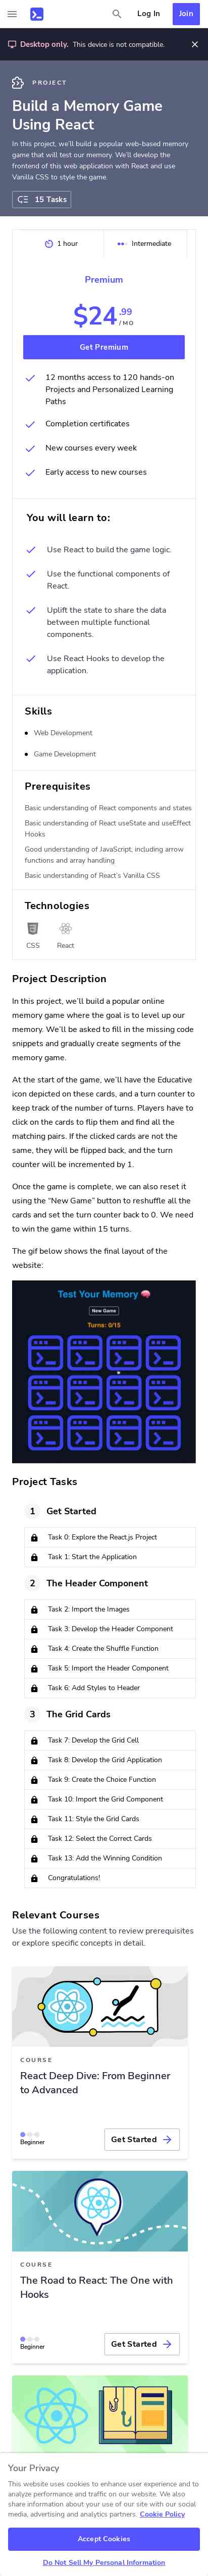 Log In
Join
Desktop only. This device is not compatible.
PROJECT
Build a Memory Game
Using React
In this project, we'll build a popular web-based memory
game that will test our memory. We'll develop the
frontend of this web application with React and use
Vanilla CSS to style the game.
15 Tasks
1 hour
Intermediate
Premium
$24.99
/ MO
Get Premium
12 months access to 120 hands-on
Projects and Personalized Learning
Paths
Completion certificates
New courses every week
Early access to new courses
You will learn to:
Use React to build the game logic.
Use the functional components of
React.
Uplift the state to share the data
between multiple functional
components.
Use React Hooks to develop the
application.
Skills
Web Development
Game Development
Prerequisites
Basic understanding of React components and states
Basic understanding of React useState and useEffect
Hooks
Good understanding of JavaScript, including arrow
functions and array handling
Basic understanding of React's Vanilla CSS
Technologies
CSS
React
Project Description
In this project, we'll build a popular online
memory game where the goal is to level up our
memory. We'll be asked to fill in the missing code
snippets and gradually create segments of the
memory game.
At the start of the game, we'll have the Educative
icon depicted on these cards, and a turn counter to
keep track of the number of turns. Players have to
click on the cards to flip them and find all the
matching pairs. If the clicked cards are not the
same, they will be flipped back, and the turn
counter will be incremented by 1.
Once the game is complete, we can also reset it
using the "New Game" button to reshuffle all the
cards and set the turn counter back to 0. We need
to win the game within 15 turns.
The gif below shows the final layout of the
website:
Test Your Memory
New Game
Turns: 0/15
Project Tasks
1 Get Started
Task 0: Explore the React.js Project
Task 1: Start the Application
2 The Header Component
Task 2: Import the Images
Task 3: Develop the Header Component
Task 4: Create the Shuffle Function
Task 5: Import the Header Component
Task 6: Add Styles to Header
3 The Grid Cards
Task 7: Develop the Grid Cell
Task 8: Develop the Grid Application
Task 9: Create the Choice Function
Task 10: Import the Grid Component
Task 11: Style the Grid Cards
Task 12: Select the Correct Cards
Task 13: Add the Winning Condition
Congratulations!
Relevant Courses
Use the following content to review prerequisites
or explore specific concepts in detail.
COURSE
React Deep Dive: From Beginner
to Advanced
Beginner
Get Started
COURSE
The Road to React: The One with
Hooks
Beginner
Get Started
Your Privacy
This website uses cookies to enhance user experience and to
analyze performance and traffic on our website. We also
share information about your use of our site with our social
media, advertising and analytics partners. Cookie Policy
Accept Cookies
Do Not Sell My Personal Information